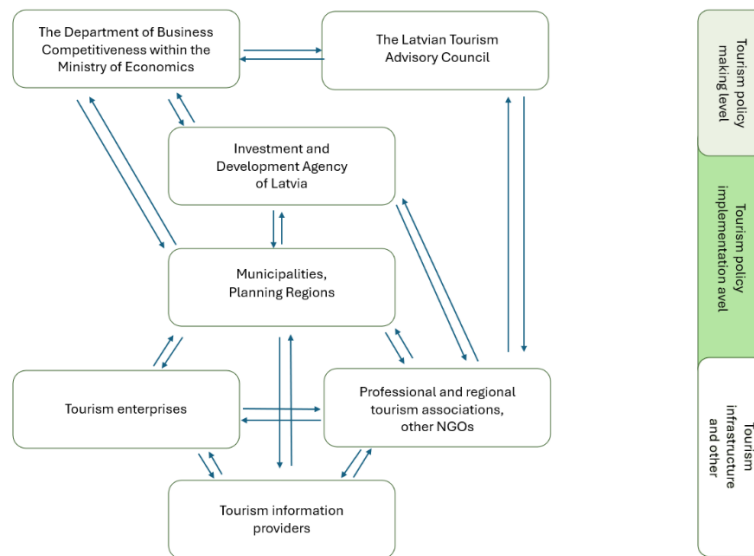 The Department of Business
Competitiveness within the
Ministry of Economics
The Latvian Tourism
Advisory Council
Investment and
Development Agency
of Latvia
Municipalities,
Planning Regions
Tourism enterprises
Professional and regional
tourism associations,
other NGOs
Tourism information
providers
Tourism policy
making level
Tourism policy
implementation avel
Tourism
infrastructure
and other